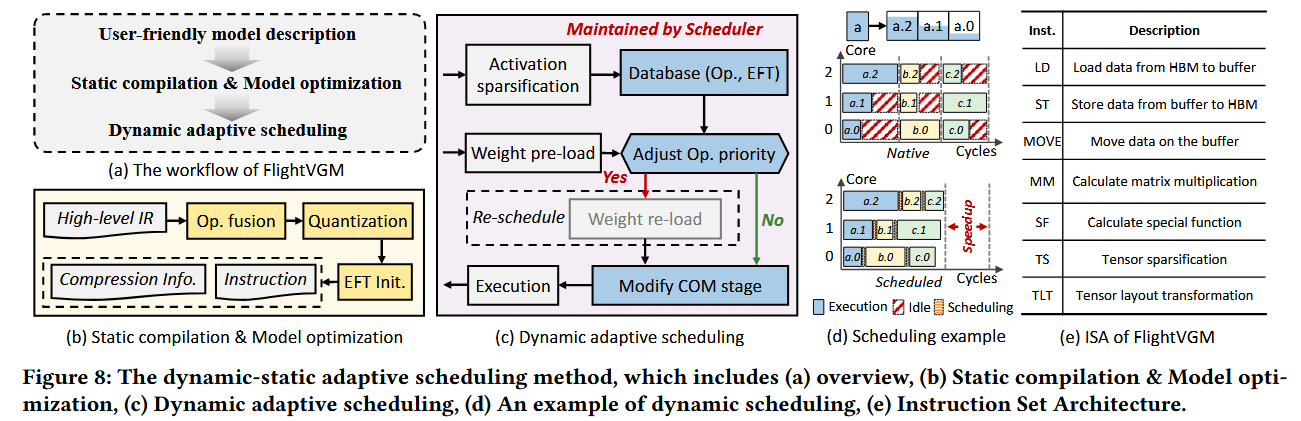 User-friendly model description
Static compilation & Model optimization
Dynamic adaptive scheduling
(a) The workflow of FlightVGM
High-level IR
Op. fusion
Quantization
Compression Info.
Instruction
EFT Init.
(b) Static compilation & Model optimization
Maintained by Scheduler
Activation
sparsification
Database (Op., EFT)
Weight pre-load
Adjust Op. priority
Yes
Re-schedule
Weight re-load
No
Execution
Modify COM stage
(c) Dynamic adaptive scheduling
a
a.2
a.1
a.0
Core
2
a.2
b.2
c.2
1
a.1
b.1
c.1
0
a.0
b.0
c.0
Native
Cycles
Core
2
a.2
b.2
c.2
1
a.1
b.1
c.1
0
a.0
b.0
c.0
Speedup
Scheduled
Cycles
Execution
Idle
Scheduling
(d) Scheduling example
Inst. Description
LD Load data from HBM to buffer
ST Store data from buffer to HBM
MOVE Move data on the buffer
MM Calculate matrix multiplication
SF Calculate special function
TS Tensor sparsification
TLT Tensor layout transformation
(e) ISA of FlightVGM
Figure 8: The dynamic-static adaptive scheduling method, which includes (a) overview, (b) Static compilation & Model opti-
mization, (c) Dynamic adaptive scheduling, (d) An example of dynamic scheduling, (e) Instruction Set Architecture.